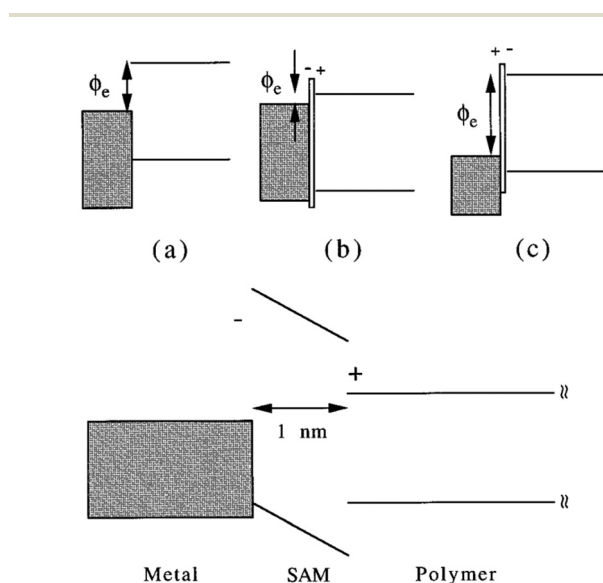 ϕe
ϕe
- +
ϕe
+ -
(a)
(b)
(c)
-
+
1 nm
Metal
SAM
Polymer